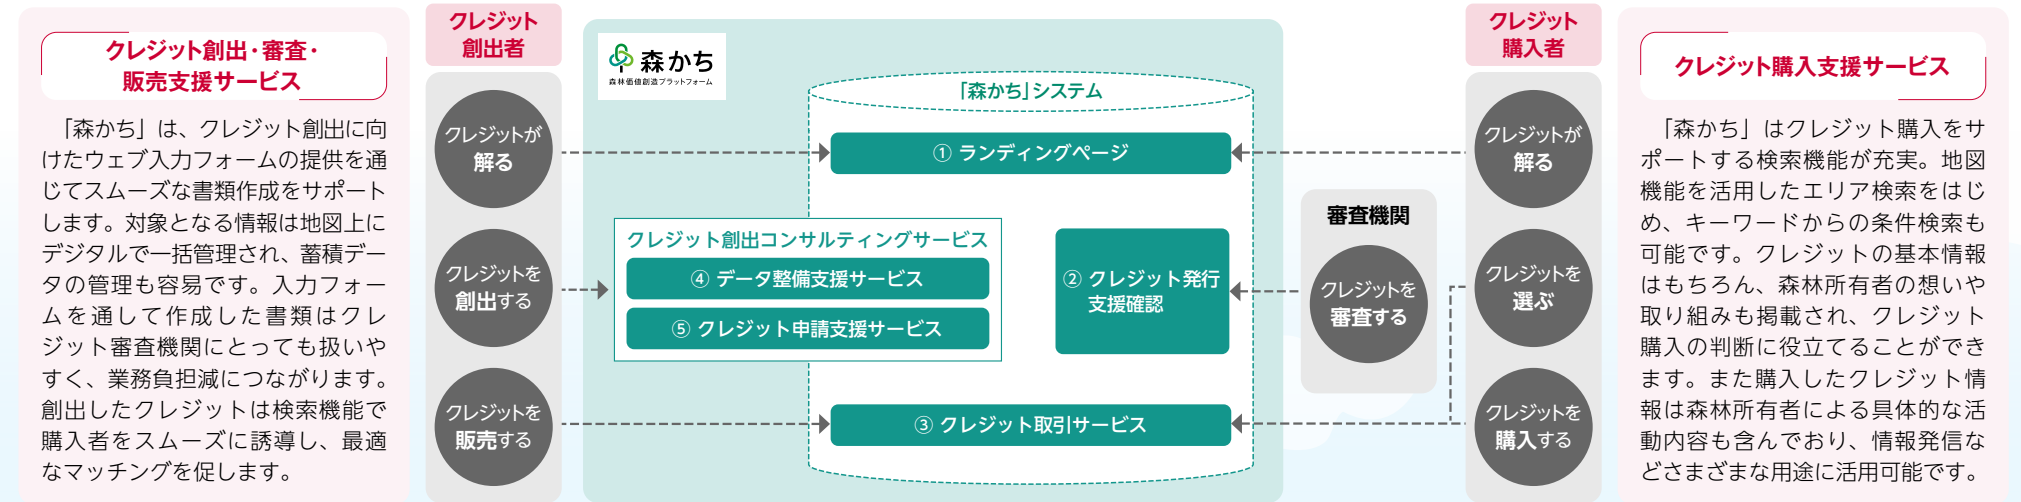 クレジット創出・審査・
販売支援サービス
「森かち」は、クレジット創出に向
けたウェブ入力フォームの提供を通
じてスムーズな書類作成をサポート
します。対象となる情報は地図上に
デジタルで一括管理され、蓄積デー
タの管理も容易です。入力フォー
ムを通して作成した書類はクレ
ジット審査機関にとっても扱いや
すく、業務負担減につながります。
創出したクレジットは検索機能で
購入者をスムーズに誘導し、最適
なマッチングを促します。
クレジット
創出者
クレジットが
解る
クレジットを
創出する
クレジットを
販売する
森かち
森林価値創造プラットフォーム
「森かち」システム
① ランディングページ
クレジット創出コンサルティングサービス
④ データ整備支援サービス
⑤ クレジット申請支援サービス
② クレジット発行
支援確認
③ クレジット取引サービス
審査機関
クレジットを
審査する
クレジット
購入者
クレジットが
解る
クレジットを
選ぶ
クレジットを
購入する
クレジット購入支援サービス
「森かち」はクレジット購入をサ
ポートする検索機能が充実。地図
機能を活用したエリア検索をはじ
め、キーワードからの条件検索も
可能です。クレジットの基本情報
はもちろん、森林所有者の想いや
取り組みも掲載され、クレジット
購入の判断に役立てることができ
ます。また購入したクレジット情
報は森林所有者による具体的な活
動内容も含んでおり、情報発信な
どさまざまな用途に活用可能です。